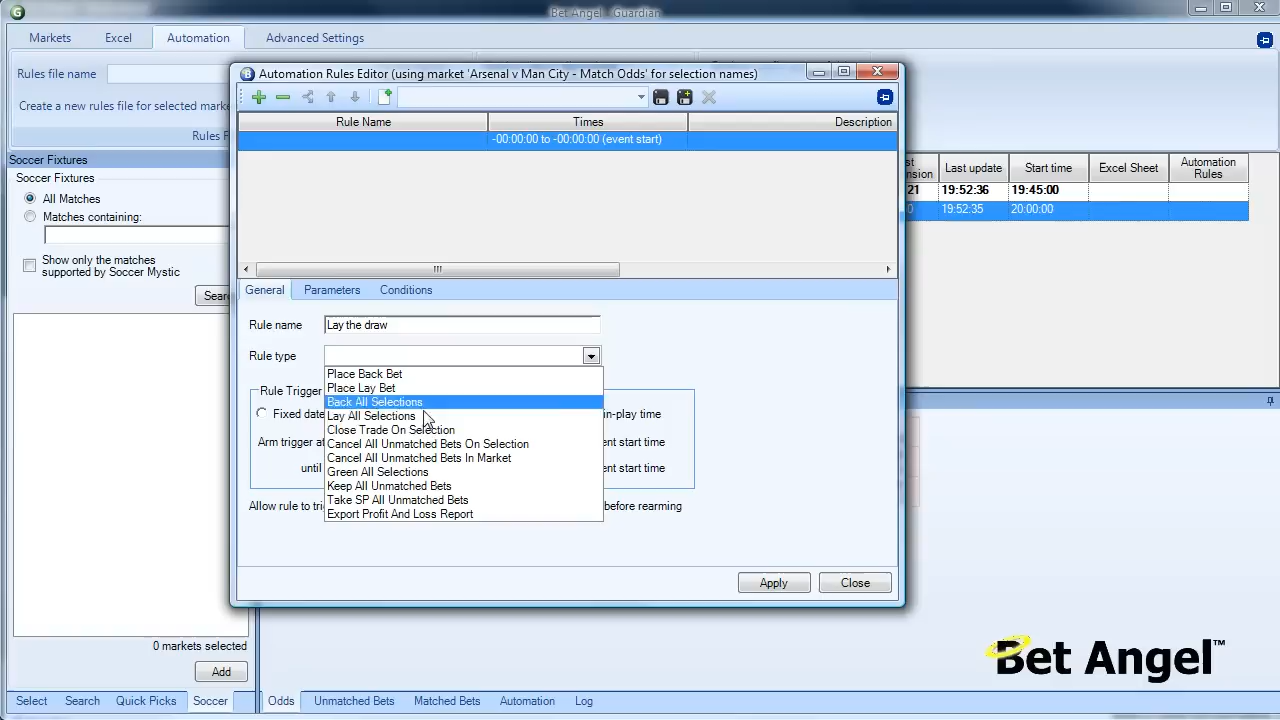 Bet Angel - Guardian
Markets
Excel
Automation
Advanced Settings
Rules file name
Create a new rules file for selected marke
Rules F
Automation Rules Editor (using market 'Arsenal v Man City - Match Odds' for selection names)
Rule Name
Times
Description
-00:00:00 to -00:00:00 (event start)
Soccer Fixtures
Soccer Fixtures
All Matches
Matches containing:
Show only the matches
supported by Soccer Mystic
Searc
Last update
Start time
Excel Sheet
Automation
Rules
st
nsion
21
19:52:36
19:45:00
0
19:52:35
20:00:00
General
Parameters
Conditions
Rule name
Lay the draw
Rule type
Place Back Bet
Place Lay Bet
Back All Selections
Lay All Selections
Close Trade On Selection
Cancel All Unmatched Bets On Selection
Cancel All Unmatched Bets In Market
Green All Selections
Keep All Unmatched Bets
Take SP All Unmatched Bets
Export Profit And Loss Report
Rule Trigger
Fixed date
n-play time
Arm trigger at
ent start time
until
ent start time
Allow rule to tri
before rearming
Apply
Close
0 markets selected
Add
Select
Search
Quick Picks
Soccer
Odds
Unmatched Bets
Matched Bets
Automation
Log
Bet Angel™